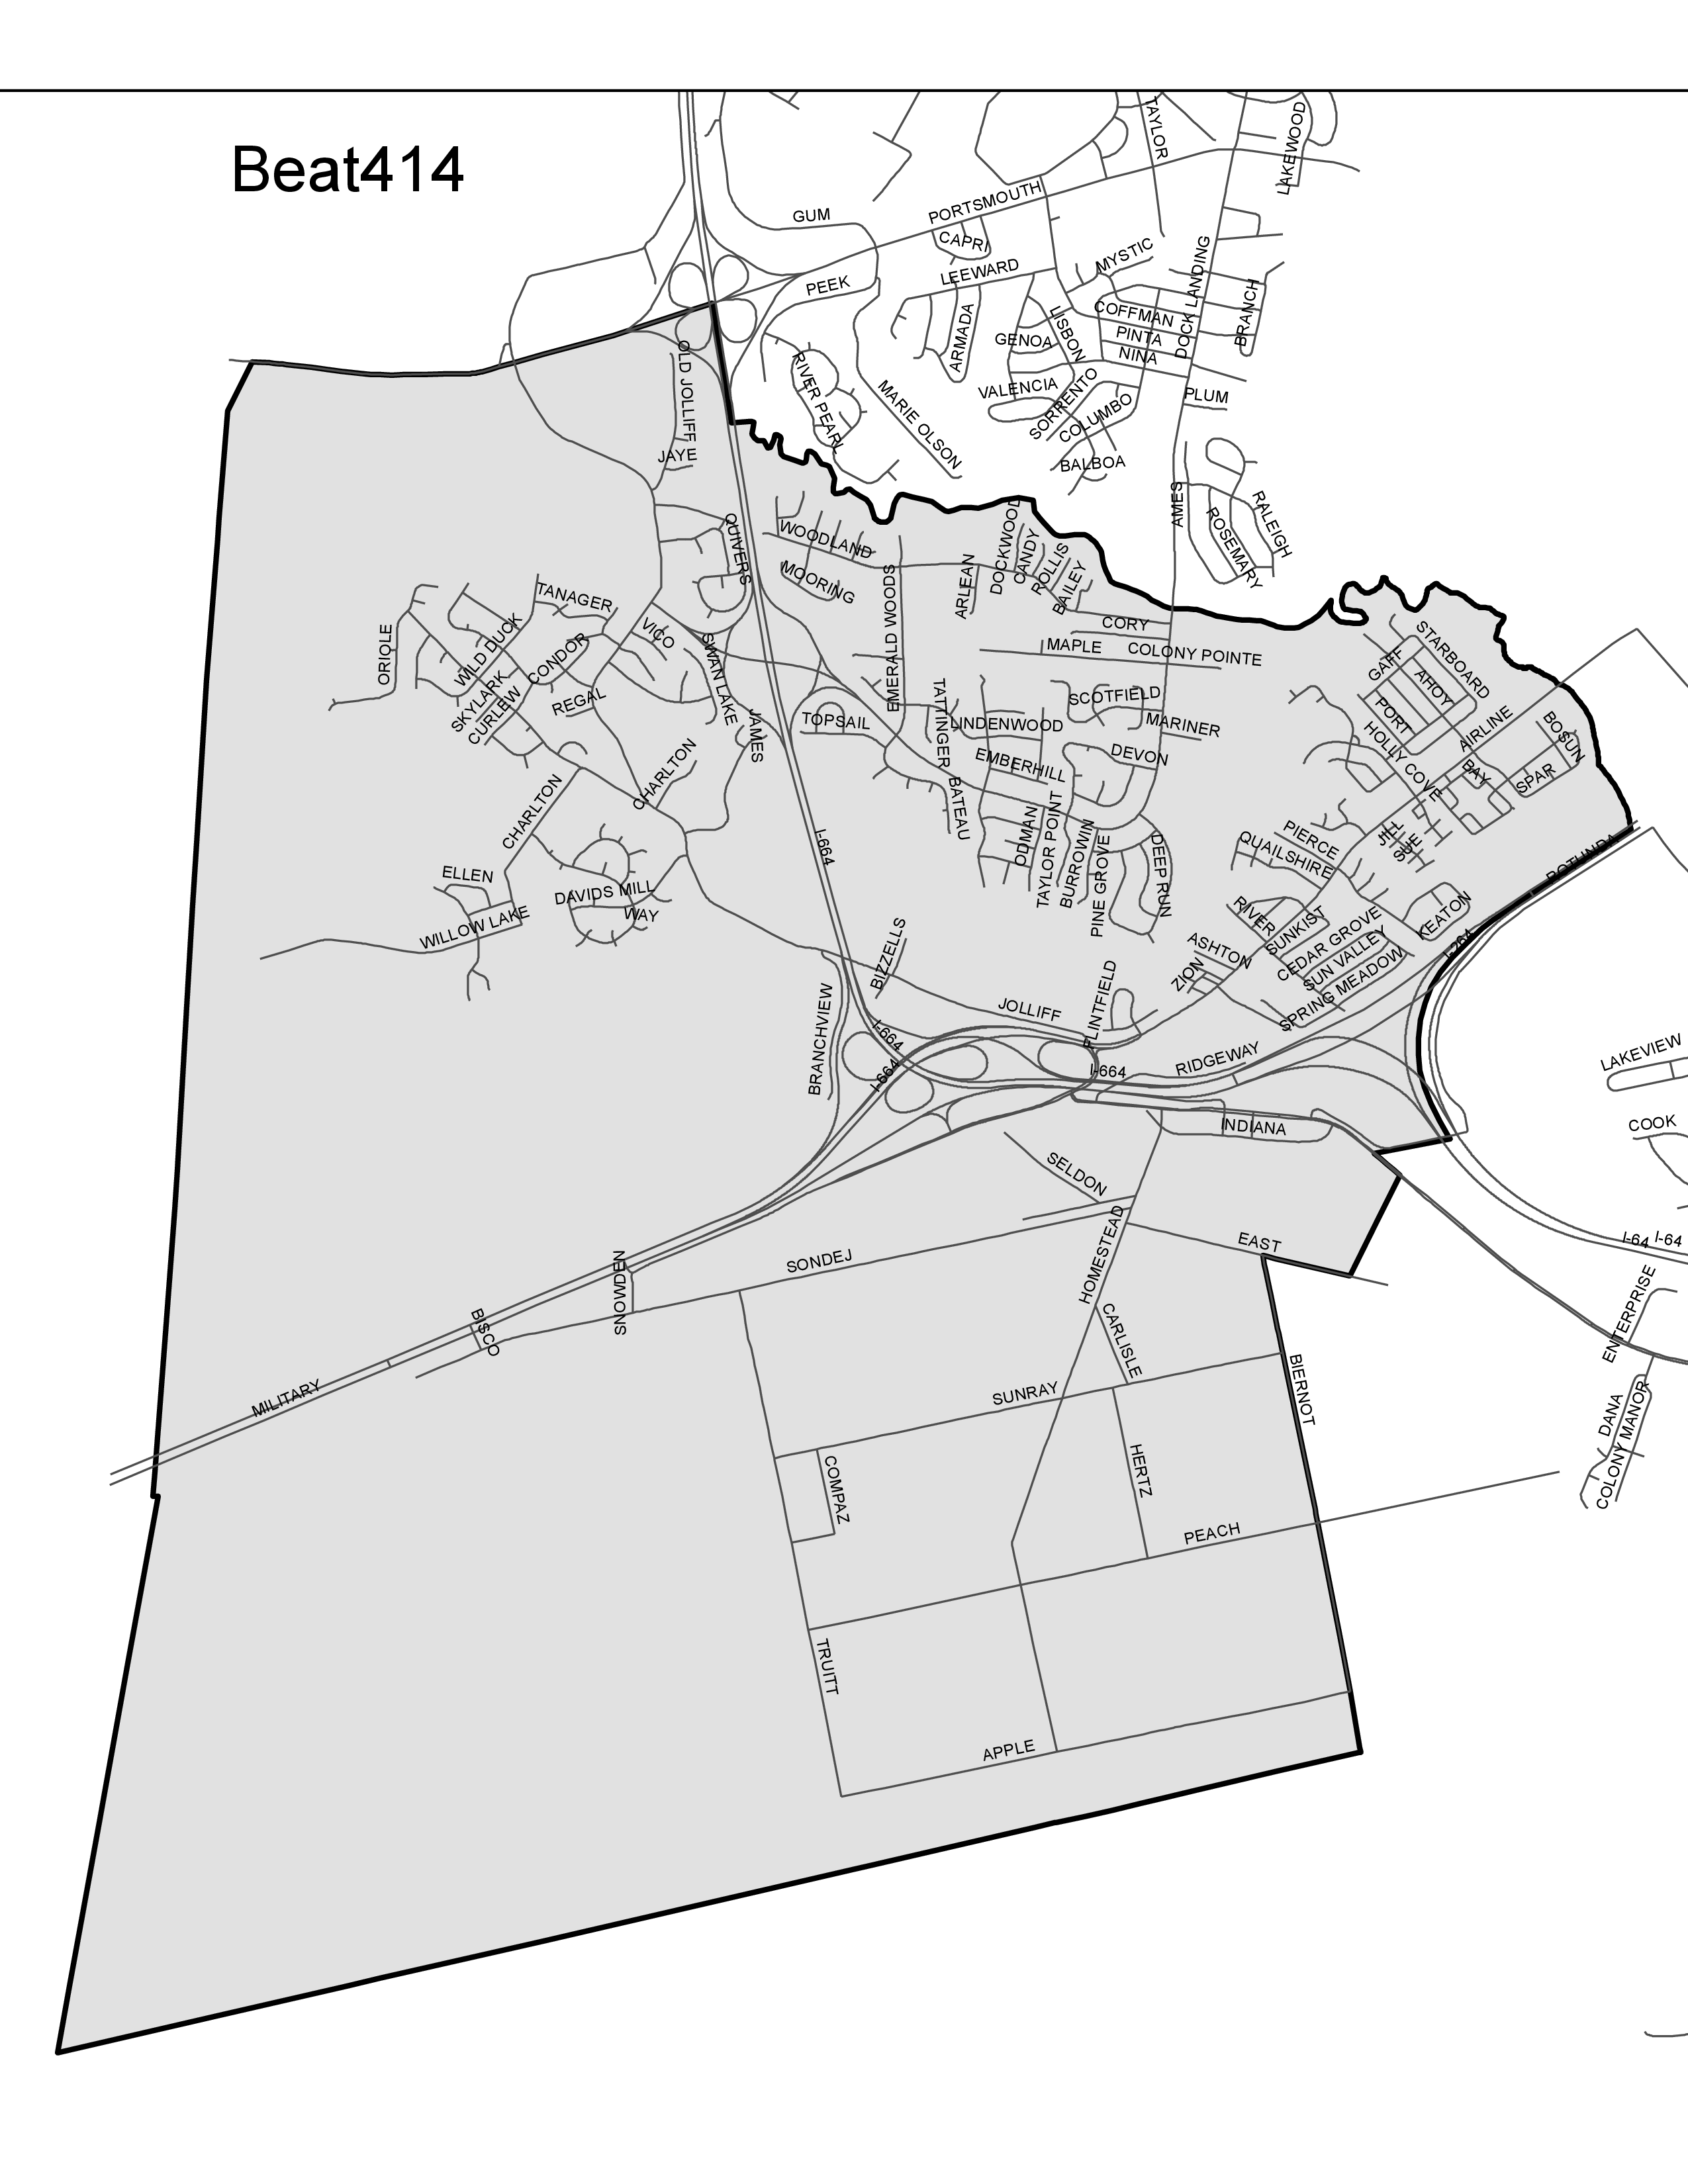 Beat414
TAYLOR
LAKEWOOD
GUM
PORTSMOUTH
CAPRI
MYSTIC
DOCK LANDING
LEEWARD
PEEK
BRANCH
COFFMAN
LISBON
ARMADA
GENOA
PINTA
NINA
OLD JOLLIFF
RIVER PEARL
MARIE OLSON
VALENCIA
SORRENTO
COLUMBO
PLUM
JAYE
BALBOA
AMES
RALEIGH
ROSEMARY
QUIVERS
WOODLAND
DOCKWOOD
CANDY
ROLLIS
BAILEY
MOORING
ARLEAN
EMERALD WOODS
TANAGER
ORIOLE
WILD DUCK
CONDOR
VICO
SWAN LAKE
CORY
MAPLE
COLONY POINTE
STARBOARD
GAFF
AHOY
SKYLARK
CURLEW
REGAL
JAMES
TOPSAIL
TATTINGER
SCOTFIELD
LINDENWOOD
MARINER
PORT
HOLLY COVE
AIRLINE
BOSUN
EMBERHILL
DEVON
BAY
SPAR
CHARLTON
CHARLTON
BATEAU
I-664
ODMAN
TAYLOR POINT
BURROWIN
PINE GROVE
DEEP RUN
PIERCE
QUAILSHIRE
JILL
SUE
ROTUNDA
ELLEN
DAVIDS MILL
WAY
WILLOW LAKE
RIVER
SUNKIST
CEDAR GROVE
KEATON
SUN VALLEY
SPRING MEADOW
I-264
BIZZELLS
ASHTON
ZION
FLINTFIELD
JOLLIFF
BRANCHVIEW
I-664
I-664
I-664
RIDGEWAY
LAKEVIEW
INDIANA
COOK
SELDON
HOMESTEAD
EAST
I-64
I-64
SONDEJ
SNOWDEN
BISCO
ENTERPRISE
CARLISLE
MILITARY
SUNRAY
BIERNOT
DANA
COLONY MANOR
COMPAZ
HERTZ
PEACH
TRUITT
APPLE